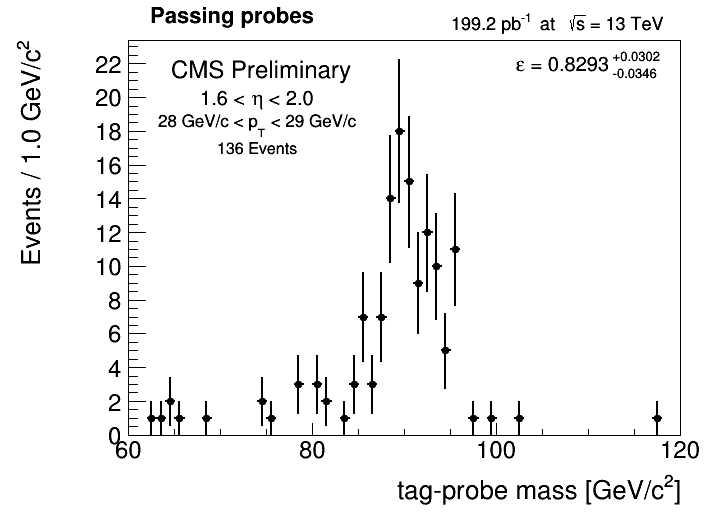 Passing probes
199.2 pb⁻¹ at √s = 13 TeV
CMS Preliminary
1.6 < η < 2.0
28 GeV/c < p_T < 29 GeV/c
136 Events
ε = 0.8293 +0.0302 -0.0346
Events / 1.0 GeV/c²
22
20
18
16
14
12
10
8
6
4
2
0
60 80 100 120
tag-probe mass [GeV/c²]